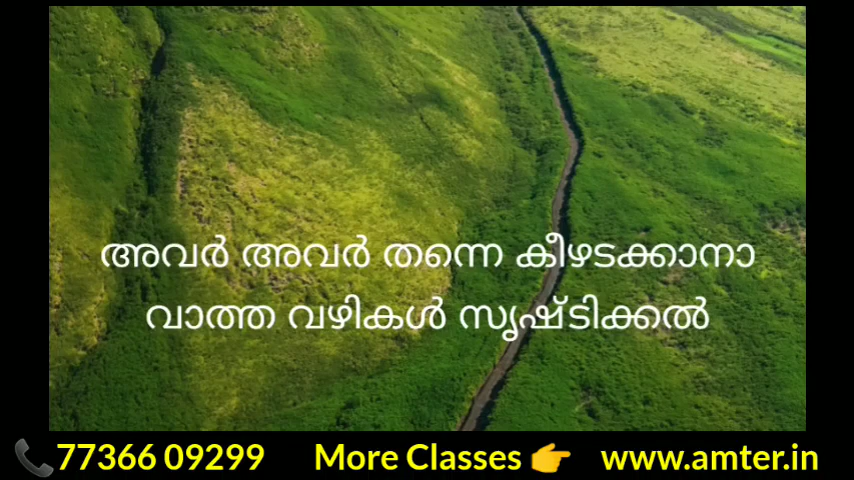 അവർ അവർ തന്നെ കീഴടക്കാനാ
വാത്ത വഴികൾ സൃഷ്ടിക്കൽ
77366 09299 More Classes 👉 www.amter.in